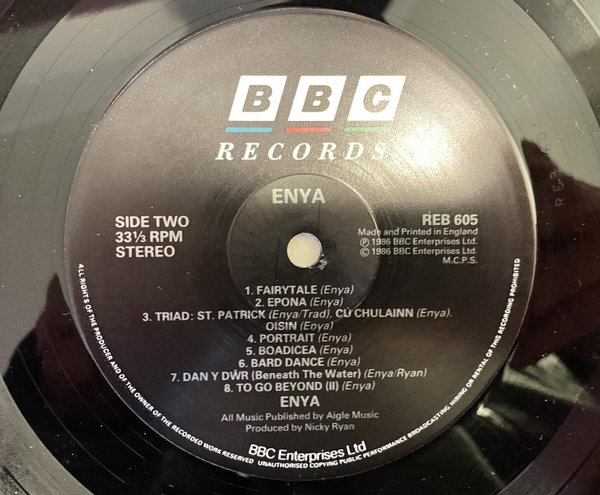 BBC
RECORDS
ENYA
SIDE TWO
33⅓ RPM
STEREO
REB 605
Made and Printed in England
℗ 1986 BBC Enterprises Ltd.
© 1986 BBC Enterprises Ltd.
M.C.P.S.
1. FAIRYTALE (Enya)
2. EPONA (Enya)
3. TRIAD: ST. PATRICK (Enya/Trad), CÚ CHULAINN (Enya).
OISIN (Enya)
4. PORTRAIT (Enya)
5. BOADICEA (Enya)
6. BARD DANCE (Enya)
7. DAN Y DŴR (Beneath The Water) (Enya/Ryan)
8. TO GO BEYOND (II) (Enya)
ENYA
All Music Published by Aigle Music
Produced by Nicky Ryan
BBC Enterprises Ltd
ALL RIGHTS OF THE PRODUCER AND OF THE OWNER OF THE RECORDED WORK RESERVED UNAUTHORISED COPYING PUBLIC PERFORMANCE BROADCASTING HIRING OR RENTAL OF THIS RECORDING PROHIBITED